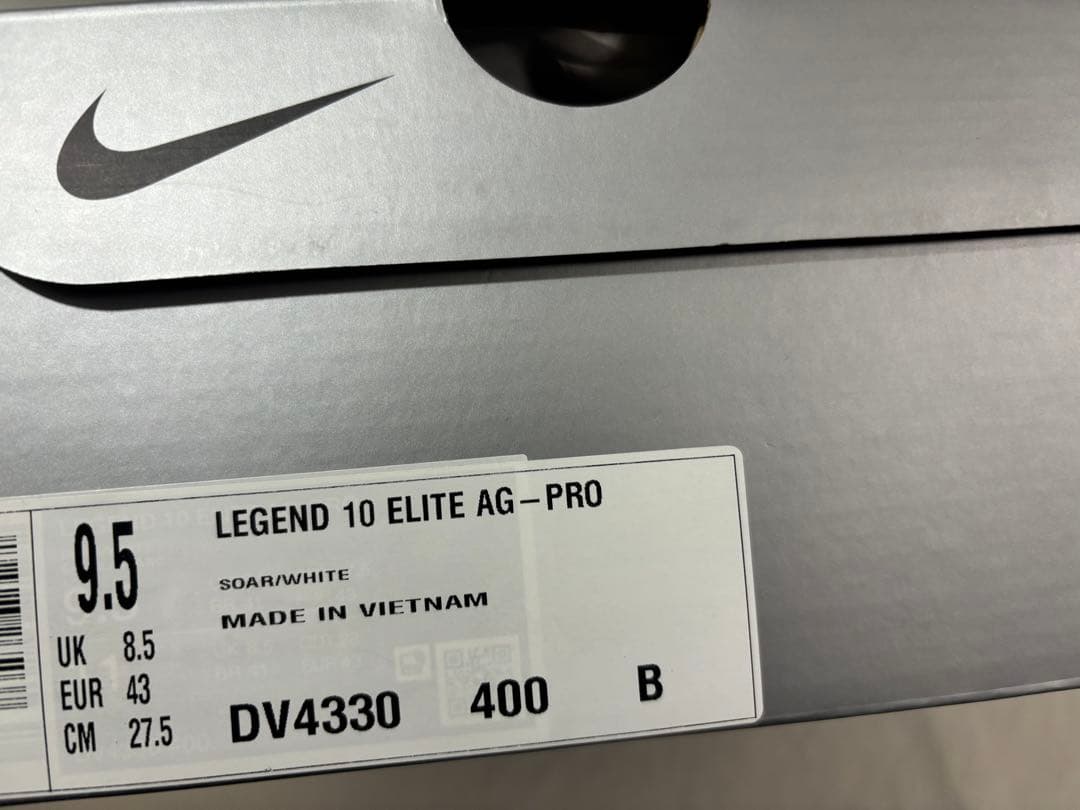 9.5
UK 8.5
EUR 43
CM 27.5
LEGEND 10 ELITE AG-PRO
SOAR/WHITE
MADE IN VIETNAM
DV4330 400 B